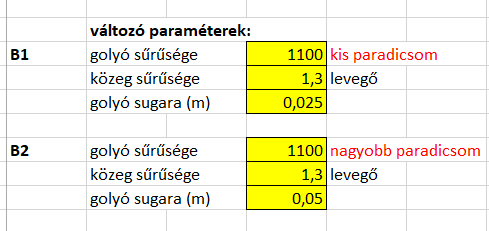 változó paraméterek:
B1 golyó sűrűsége 1100 kis paradicsom
közeg sűrűsége 1,3 levegő
golyó sugara (m) 0,025
B2 golyó sűrűsége 1100 nagyobb paradicsom
közeg sűrűsége 1,3 levegő
golyó sugara (m) 0,05